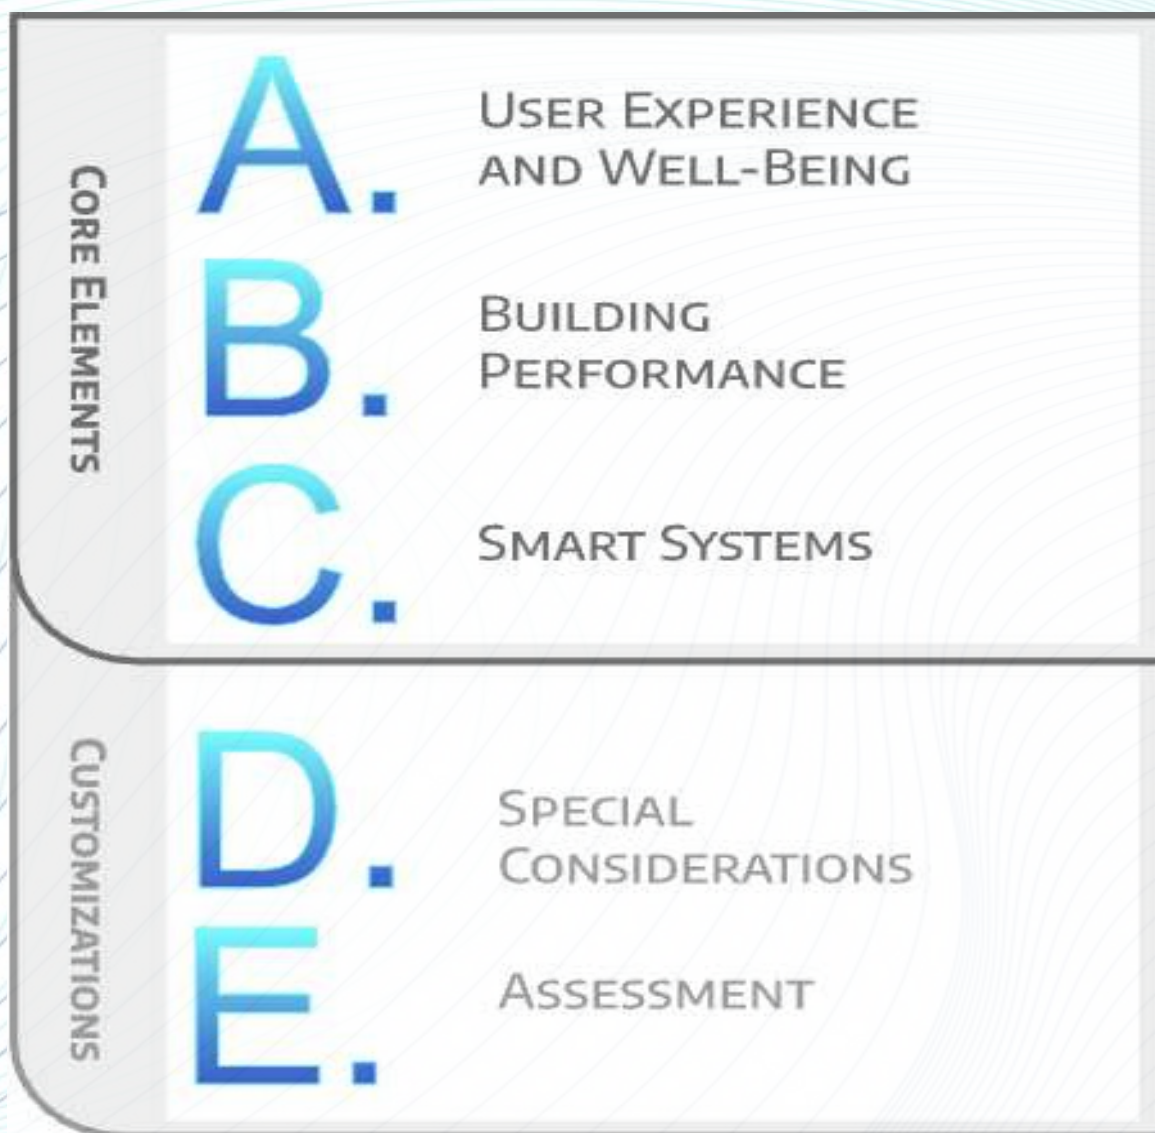 CORE ELEMENTS
A.
USER EXPERIENCE
AND WELL-BEING
B.
BUILDING
PERFORMANCE
C.
SMART SYSTEMS
CUSTOMIZATIONS
D.
SPECIAL
CONSIDERATIONS
E.
ASSESSMENT